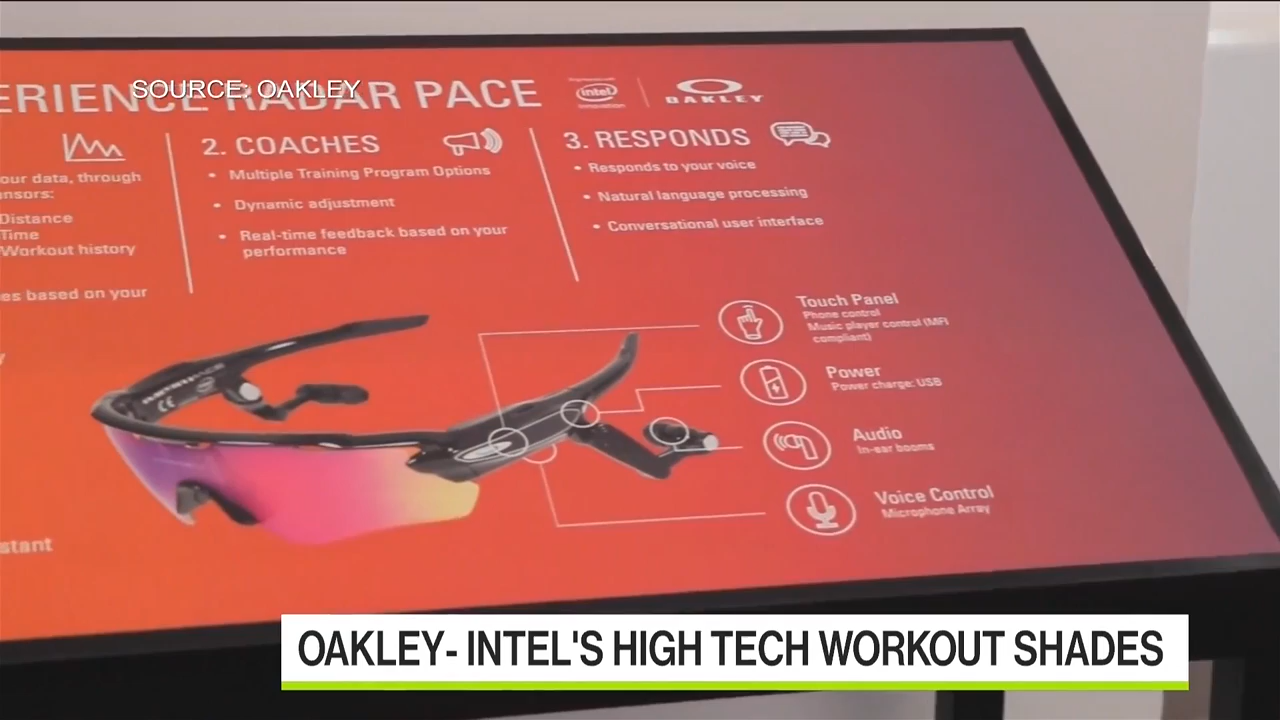 SOURCE: OAKLEY
ERIENCE RADAR PACE
intel
OAKLEY
our data, through
nsors:
Distance
Time
Workout history
es based on your
stant
2. COACHES
• Multiple Training Program Options
• Dynamic adjustment
• Real-time feedback based on your
performance
3. RESPONDS
• Responds to your voice
• Natural language processing
• Conversational user interface
Touch Panel
Phone control
Music player control (MFI
compliant)
Power
Power charge: USB
Audio
In-ear booms
Voice Control
Microphone Array
OAKLEY- INTEL'S HIGH TECH WORKOUT SHADES